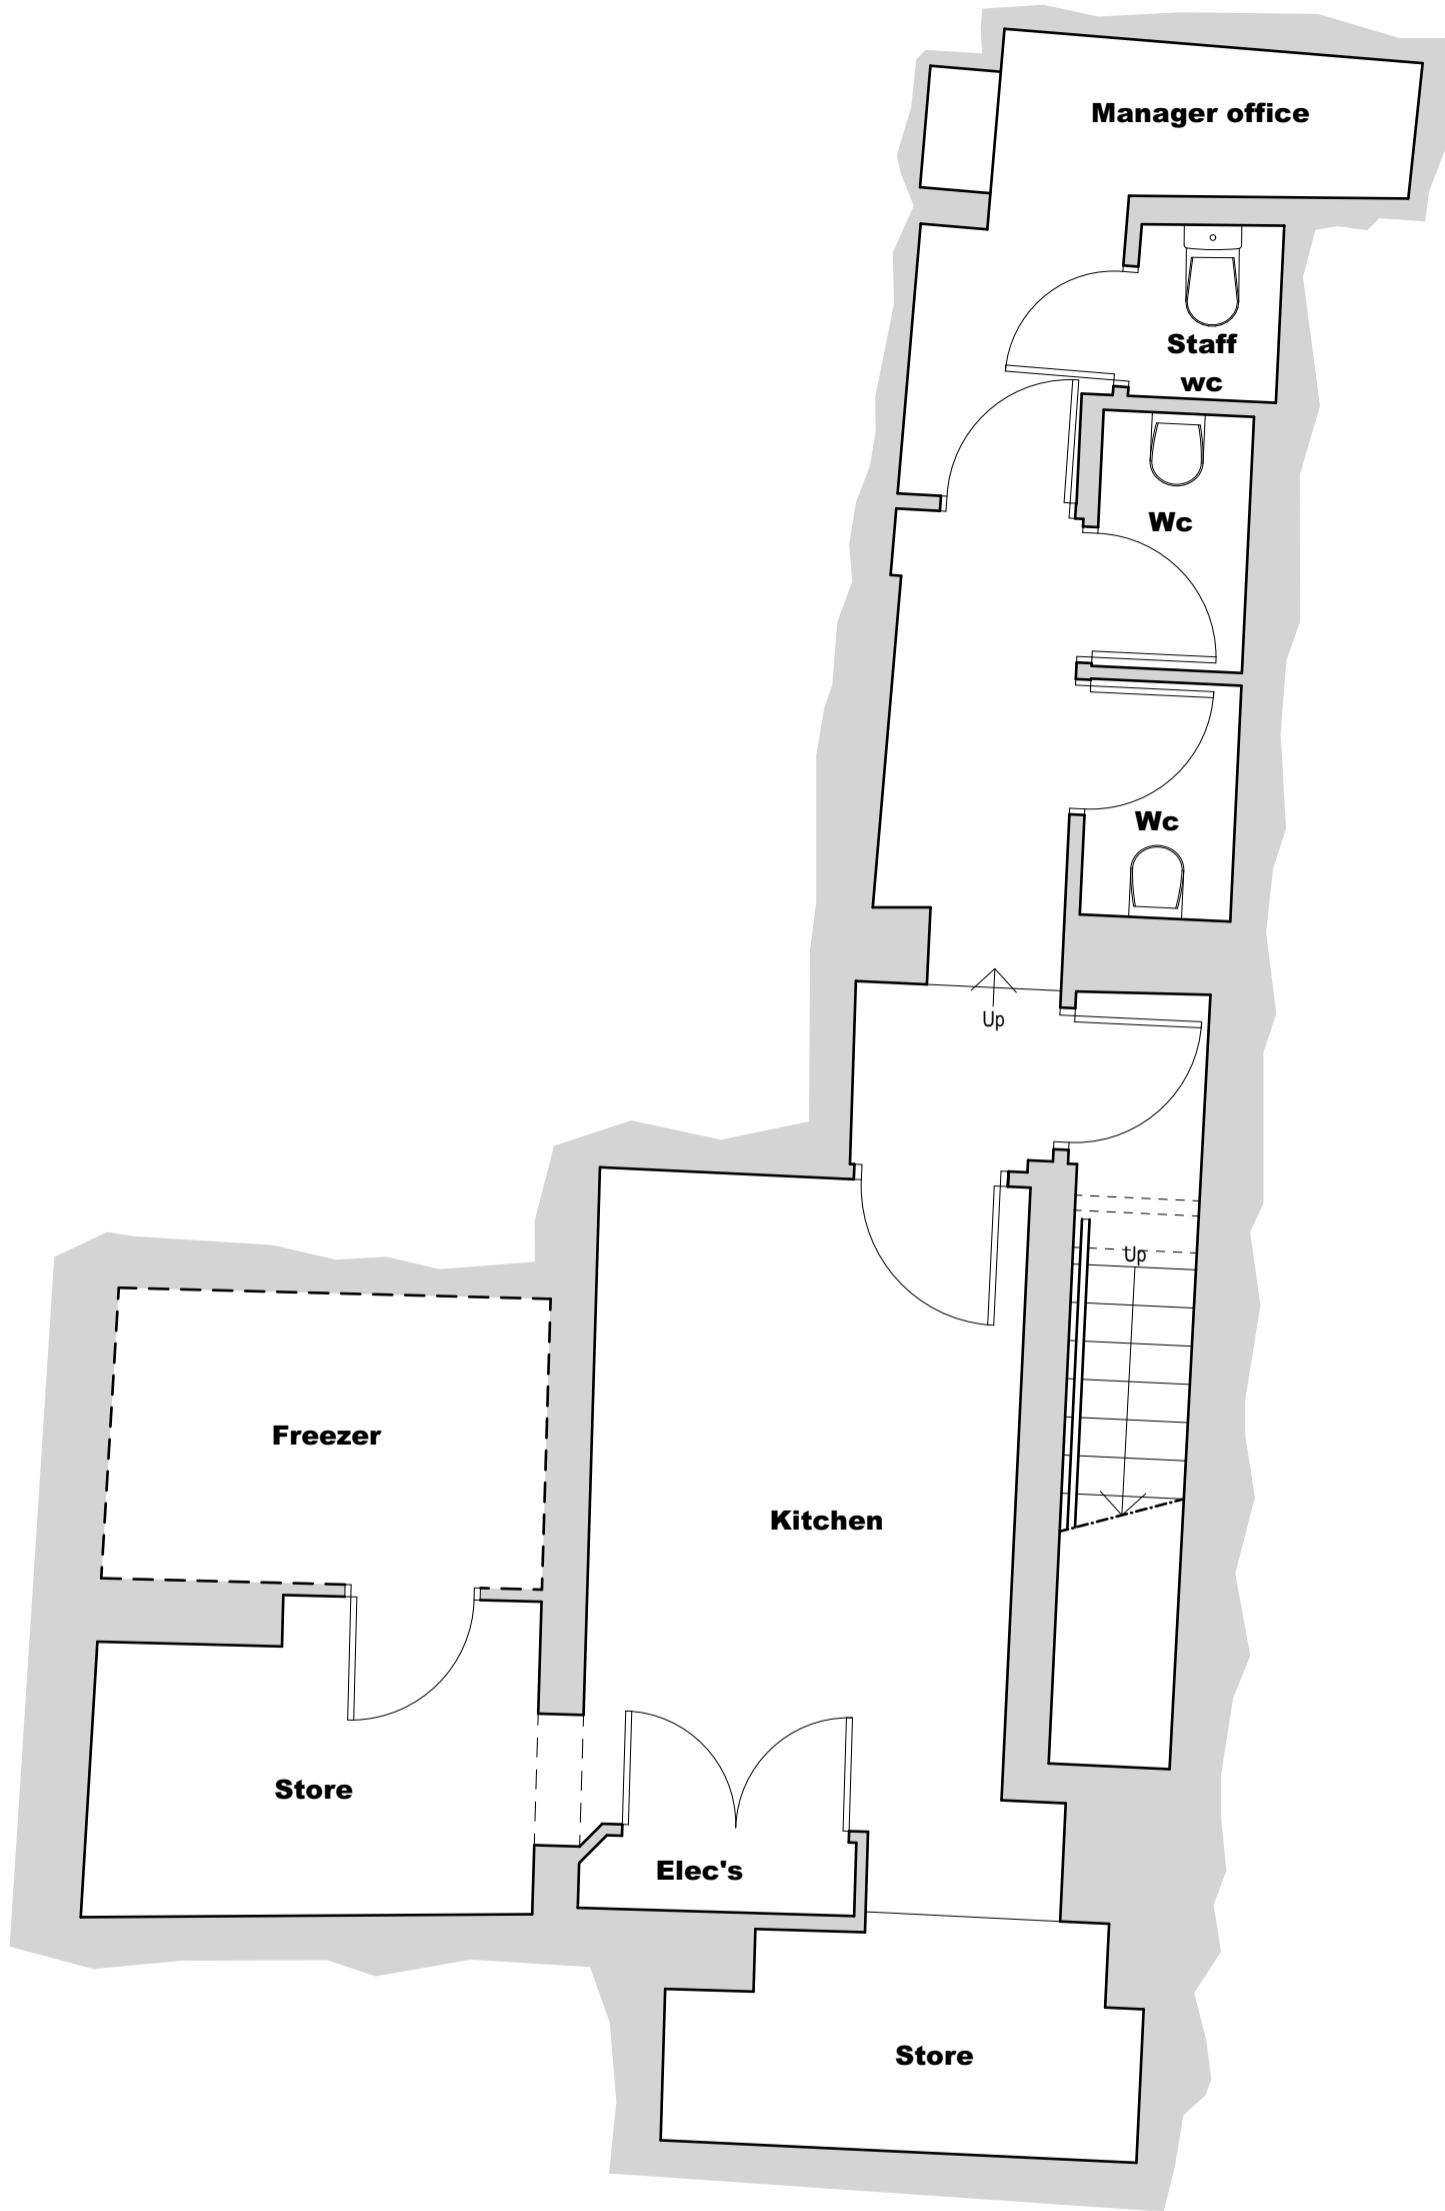 Manager office
Staff
wc
Wc
Wc
Up
Up
Freezer
Kitchen
Store
Elec's
Store